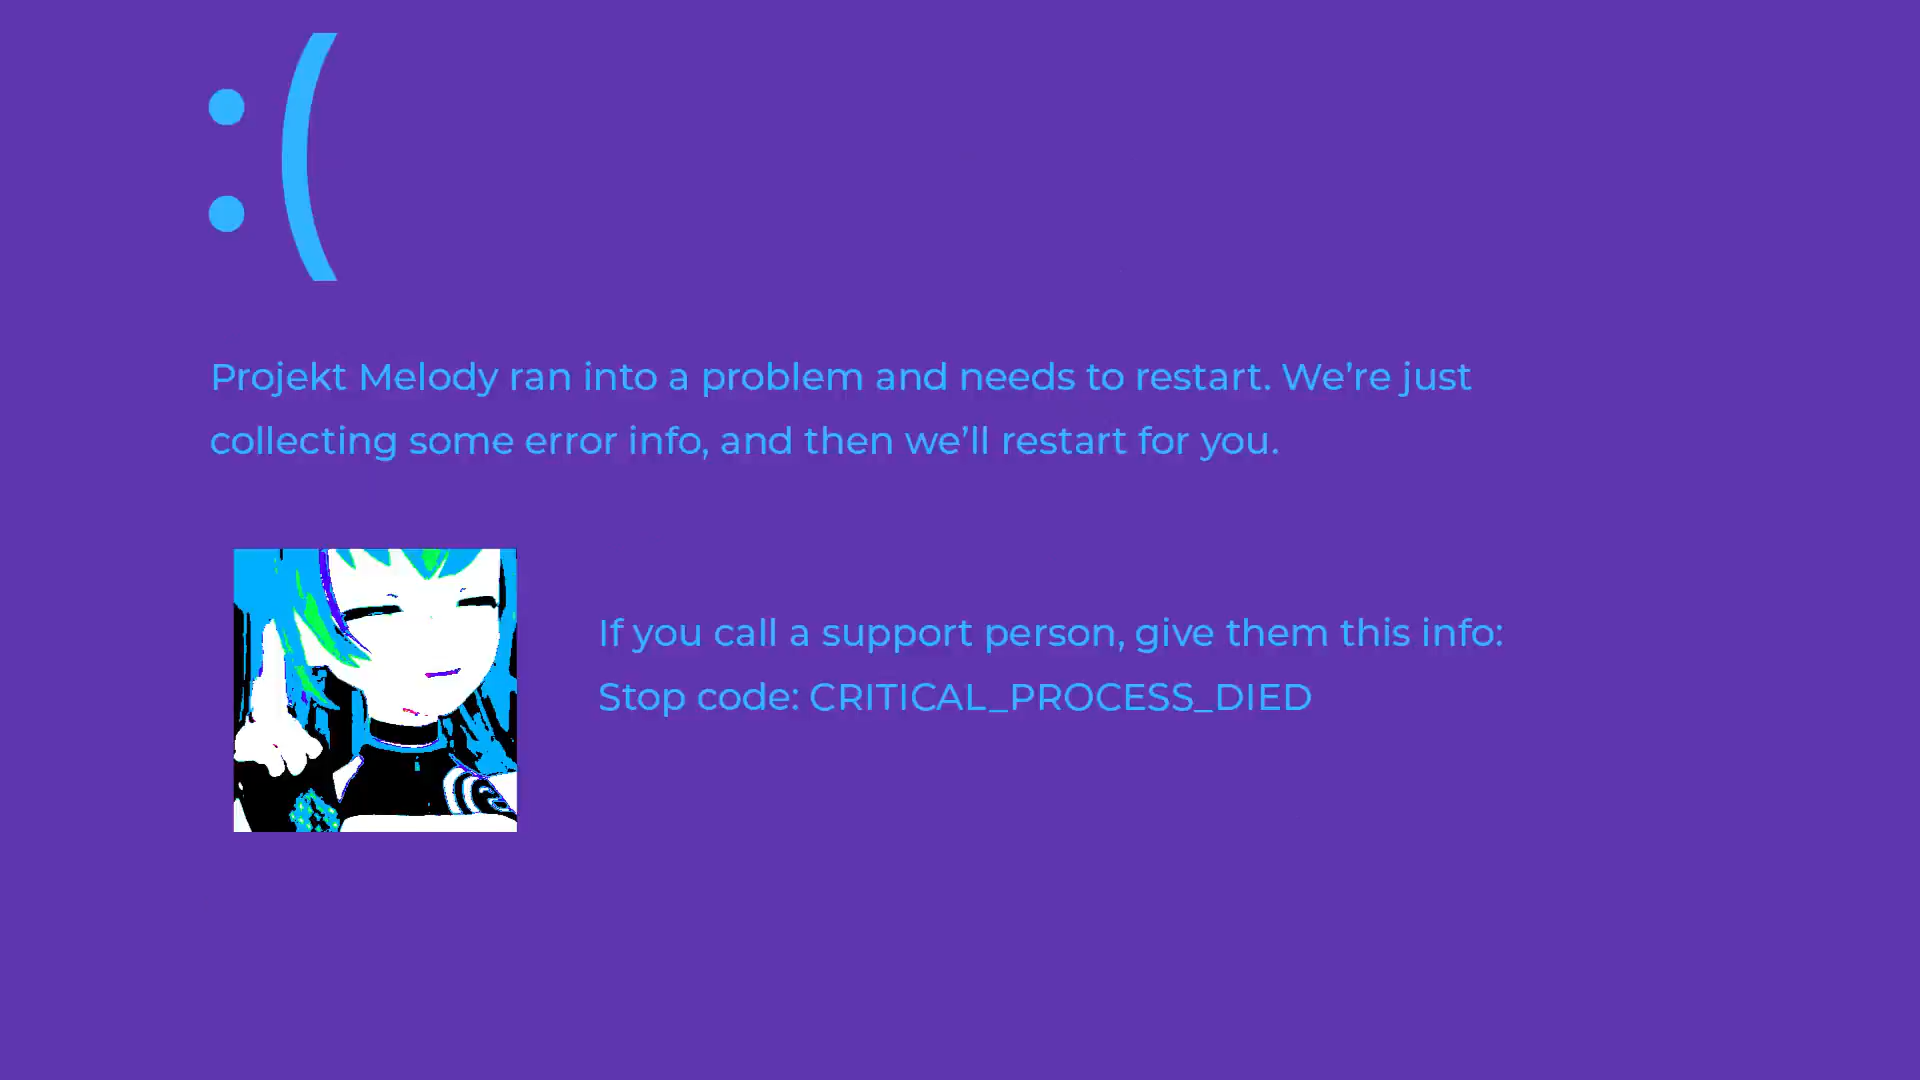 :(
Projekt Melody ran into a problem and needs to restart. We’re just
collecting some error info, and then we’ll restart for you.
If you call a support person, give them this info:
Stop code: CRITICAL_PROCESS_DIED